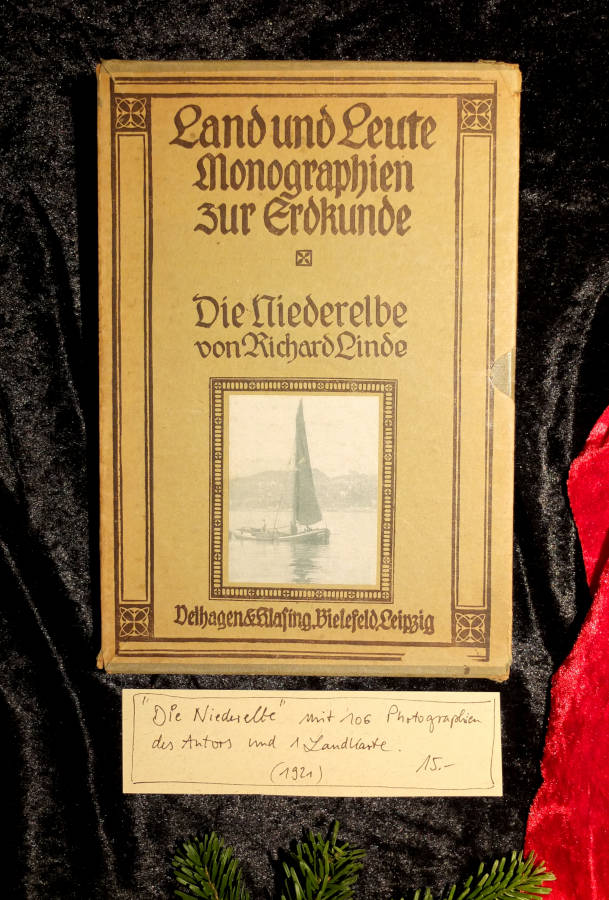 Land und Leute
Monographien
zur Erdkunde
Die Niederelbe
von Richard Linde
Velhagen & Klasing, Bielefeld, Leipzig
"Die Niederelbe" mit 106 Photographien
des Autors und 1 Landkarte.
(1921)
15.-